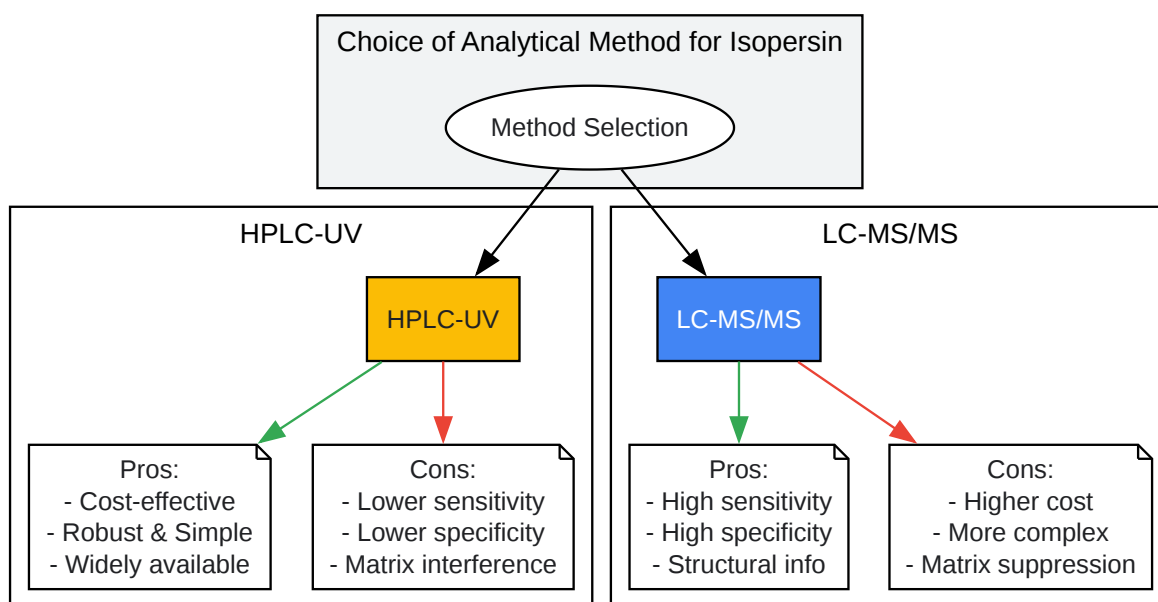 Choice of Analytical Method for Isopersin
Method Selection
HPLC-UV
HPLC-UV
Pros:
- Cost-effective
- Robust & Simple
- Widely available
Cons:
- Lower sensitivity
- Lower specificity
- Matrix interference
LC-MS/MS
LC-MS/MS
Pros:
- High sensitivity
- High specificity
- Structural info
Cons:
- Higher cost
- More complex
- Matrix suppression